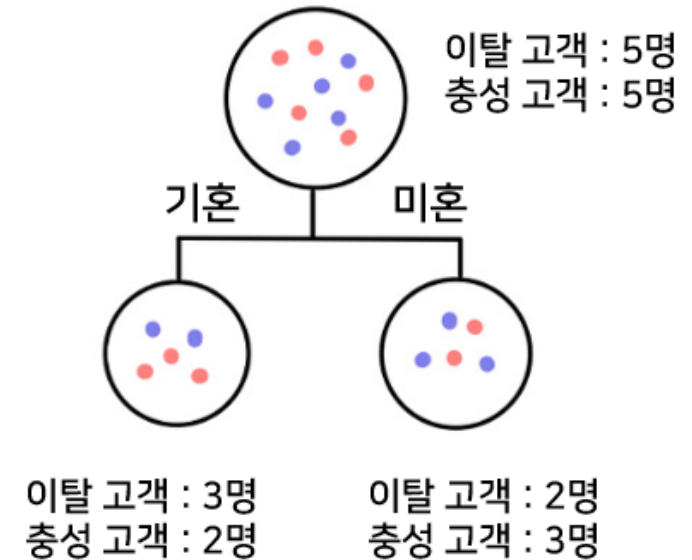 이탈 고객 : 5명
충성 고객 : 5명
기혼
미혼
이탈 고객 : 3명
충성 고객 : 2명
이탈 고객 : 2명
충성 고객 : 3명